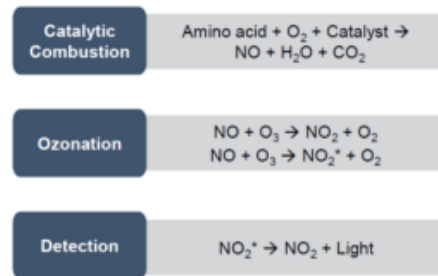 Catalytic
Combustion
Amino acid + O₂ + Catalyst →
NO + H₂O + CO₂
Ozonation
NO + O₃ → NO₂ + O₂
NO + O₃ → NO₂* + O₂
Detection
NO₂* → NO₂ + Light